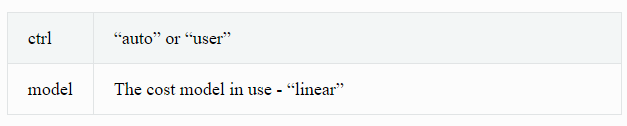 ctrl “auto” or “user”
model The cost model in use - “linear”